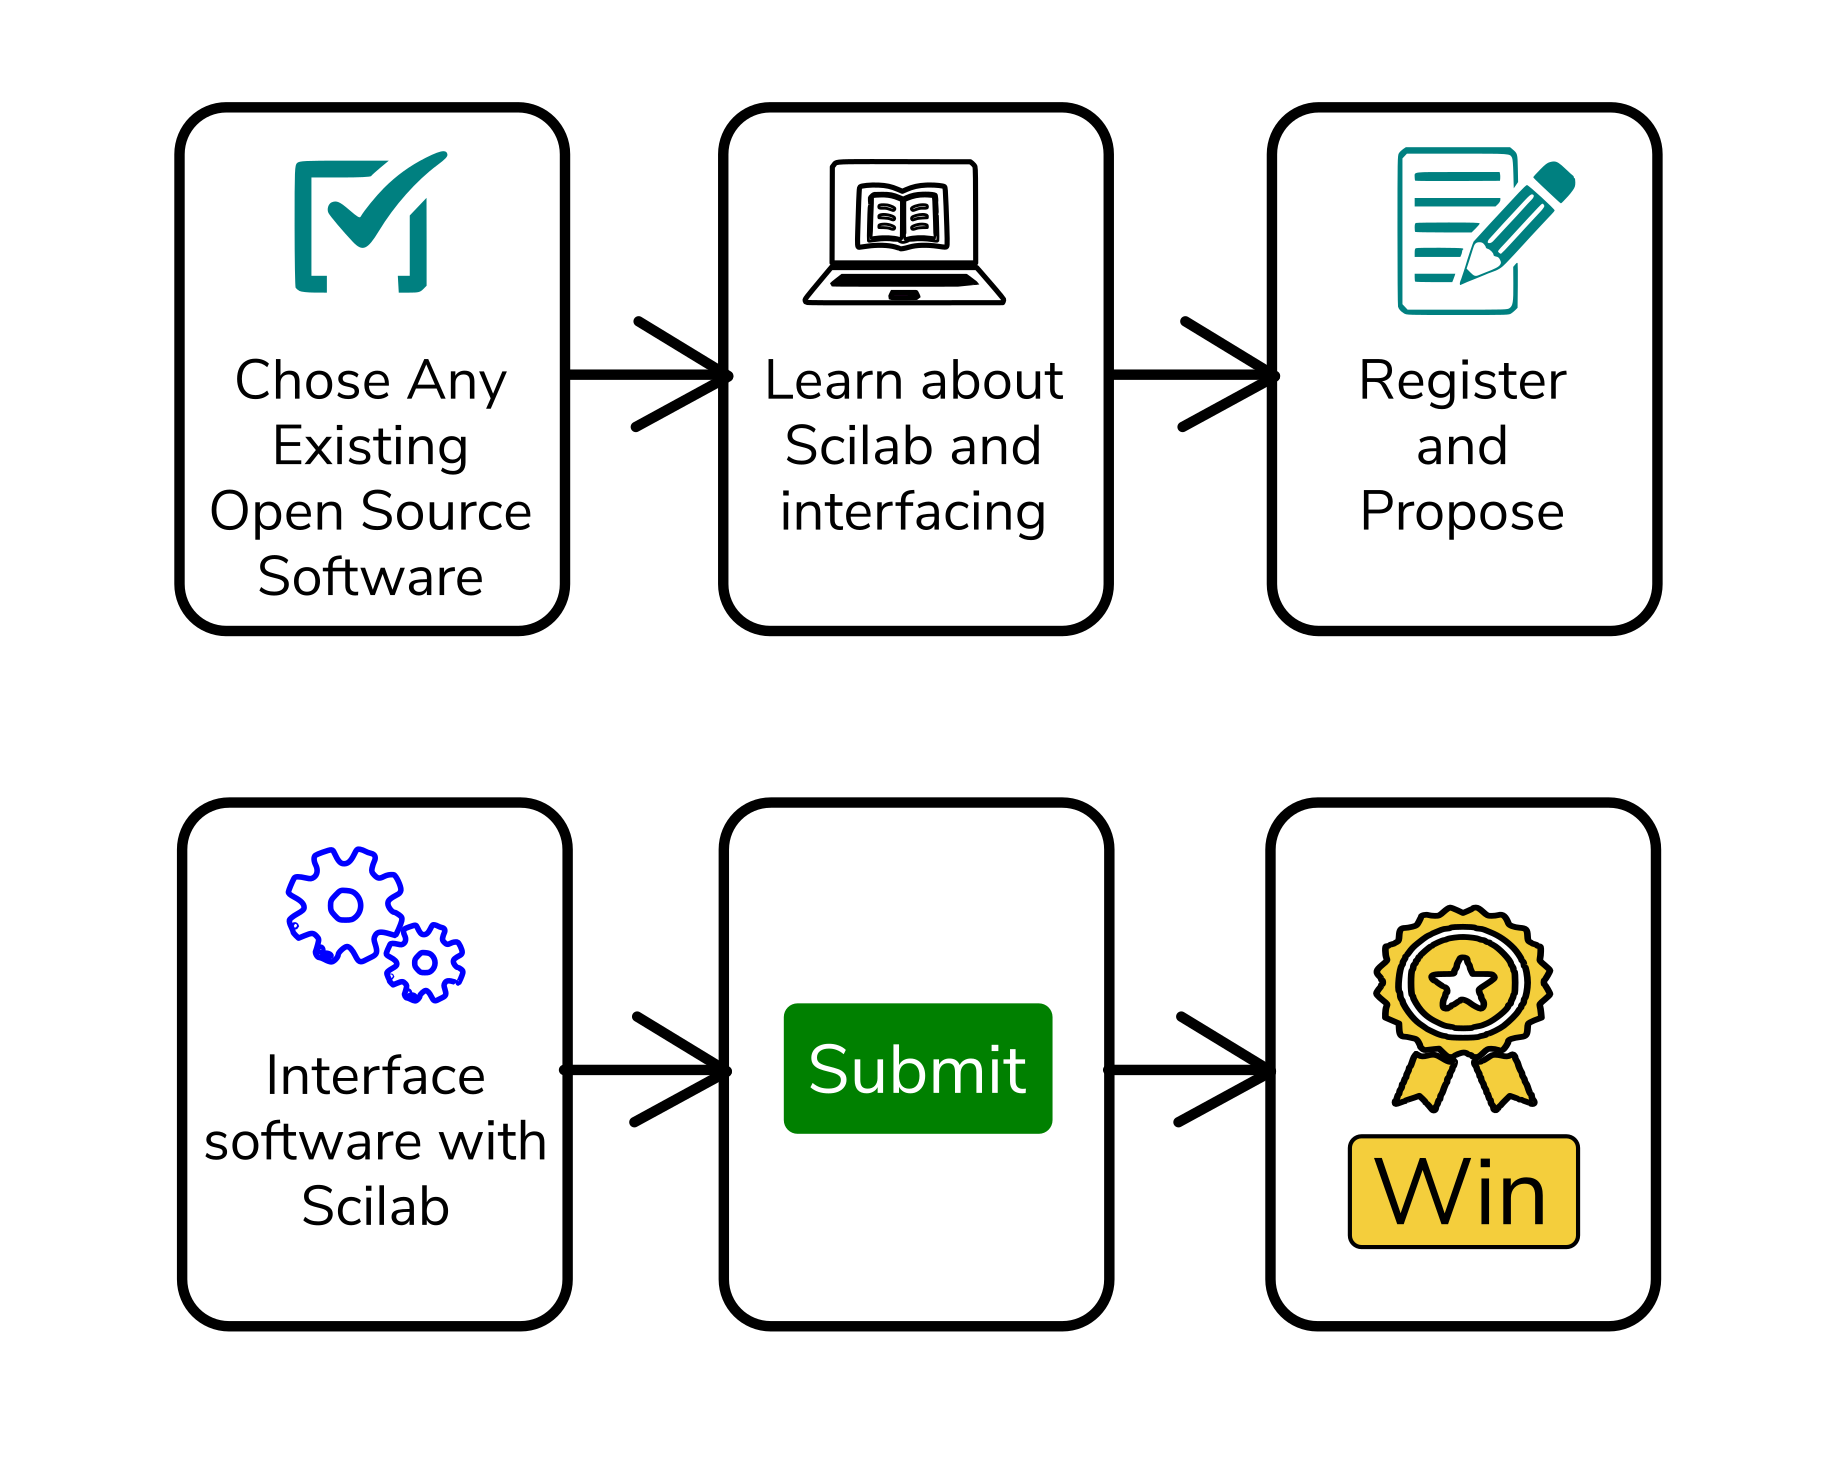 Chose Any
Existing
Open Source
Software
Learn about
Scilab and
interfacing
Register
and
Propose
Interface
software with
Scilab
Submit
Win